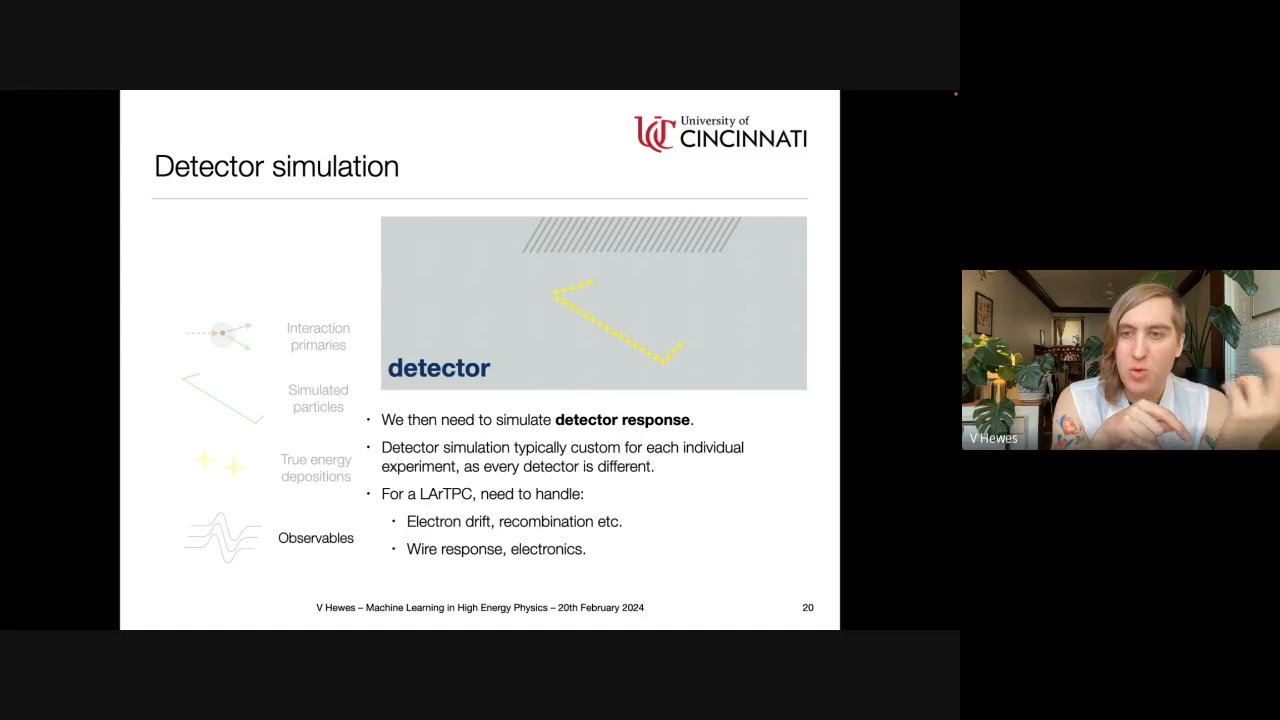 University of
CINCINNATI
Detector simulation
detector
Interaction
primaries
Simulated
particles
True energy
depositions
Observables
• We then need to simulate detector response.
• Detector simulation typically custom for each individual
experiment, as every detector is different.
• For a LArTPC, need to handle:
• Electron drift, recombination etc.
• Wire response, electronics.
V Hewes – Machine Learning in High Energy Physics – 20th February 2024
20
V Hewes